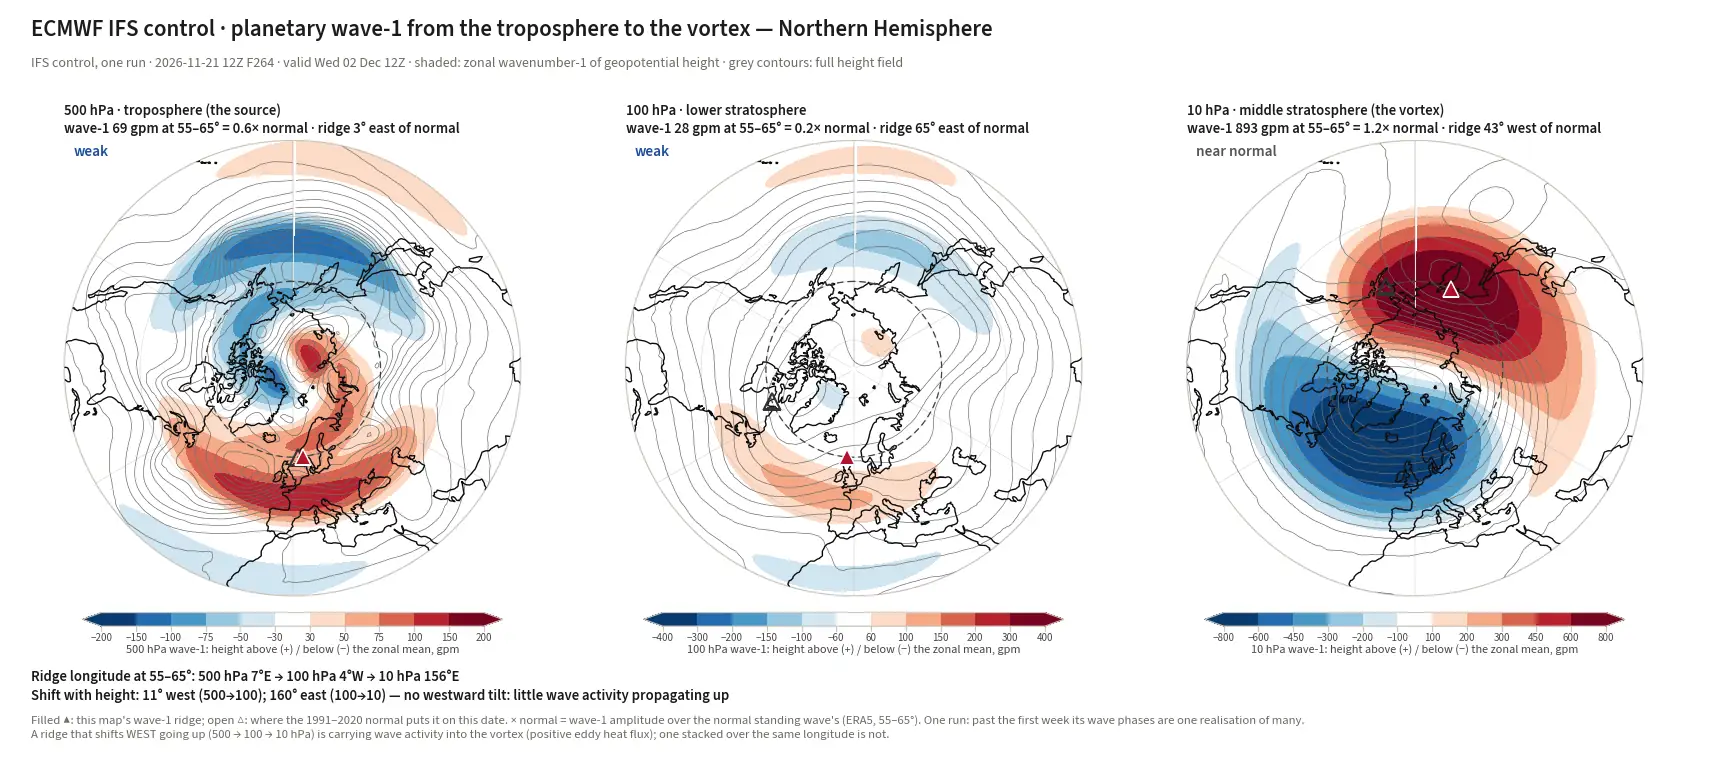 ECMWF IFS control · planetary wave-1 from the troposphere to the vortex — Northern Hemisphere
IFS control, one run · 2026-11-21 12Z F264 · valid Wed 02 Dec 12Z · shaded: zonal wavenumber-1 of geopotential height · grey contours: full height field
500 hPa · troposphere (the source)
wave-1 69 gpm at 55–65° = 0.6× normal · ridge 3° east of normal
weak
100 hPa · lower stratosphere
wave-1 28 gpm at 55–65° = 0.2× normal · ridge 65° east of normal
weak
10 hPa · middle stratosphere (the vortex)
wave-1 893 gpm at 55–65° = 1.2× normal · ridge 43° west of normal
near normal
−200 −150 −100 −75 −50 −30 30 50 75 100 150 200
500 hPa wave-1: height above (+) / below (−) the zonal mean, gpm
−400 −300 −200 −150 −100 −60 60 100 150 200 300 400
100 hPa wave-1: height above (+) / below (−) the zonal mean, gpm
−800 −600 −450 −300 −200 −100 100 200 300 450 600 800
10 hPa wave-1: height above (+) / below (−) the zonal mean, gpm
Ridge longitude at 55–65°: 500 hPa 7°E → 100 hPa 4°W → 10 hPa 156°E
Shift with height: 11° west (500→100); 160° east (100→10) — no westward tilt: little wave activity propagating up
Filled ▲: this map's wave-1 ridge; open △: where the 1991–2020 normal puts it on this date. × normal = wave-1 amplitude over the normal standing wave's (ERA5, 55–65°). One run: past the first week its wave phases are one realisation of many.
A ridge that shifts WEST going up (500 → 100 → 10 hPa) is carrying wave activity into the vortex (positive eddy heat flux); one stacked over the same longitude is not.